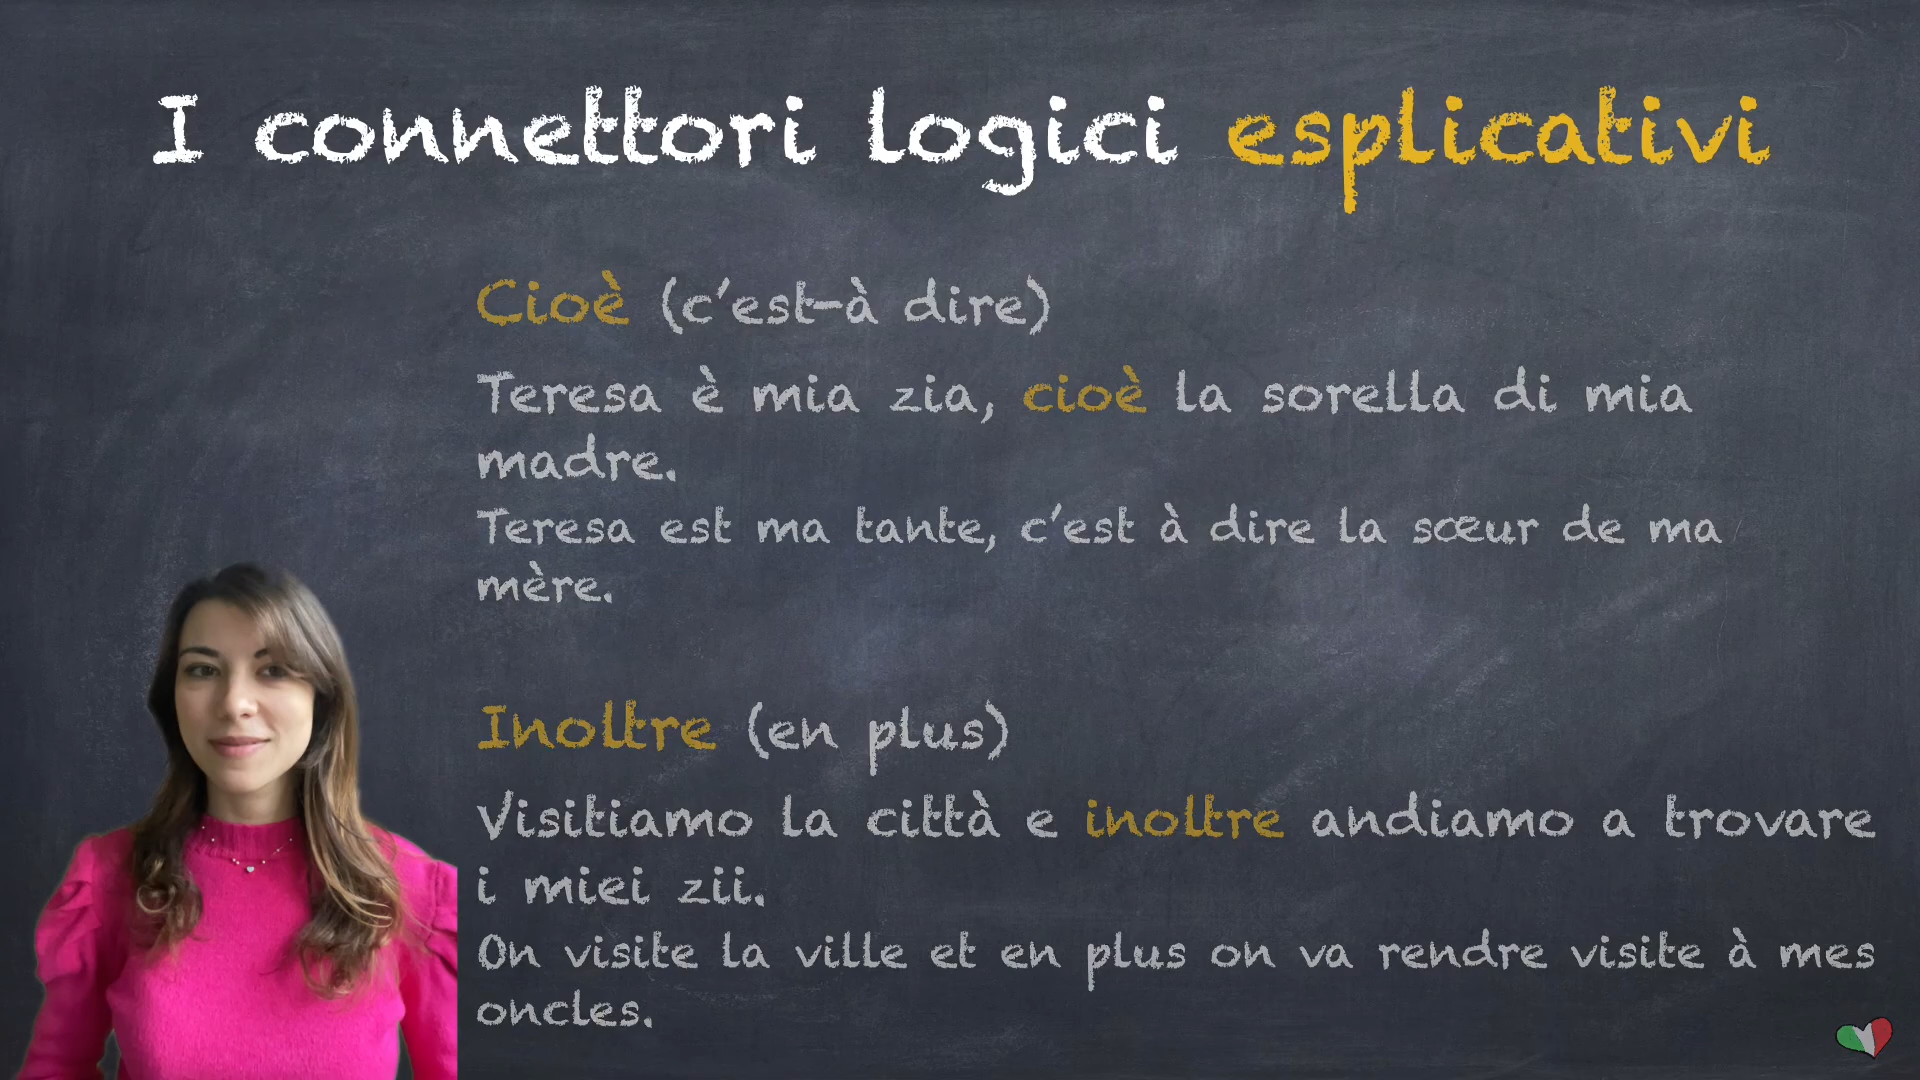 I connettori logici esplicativi
Cioè (c'est-à dire)
Teresa è mia zia, cioè la sorella di mia
madre.
Teresa est ma tante, c'est à dire la sœur de ma
mère.
Inoltre (en plus)
Visitiamo la città e inoltre andiamo a trovare
i miei zii.
On visite la ville et en plus on va rendre visite à mes
oncles.